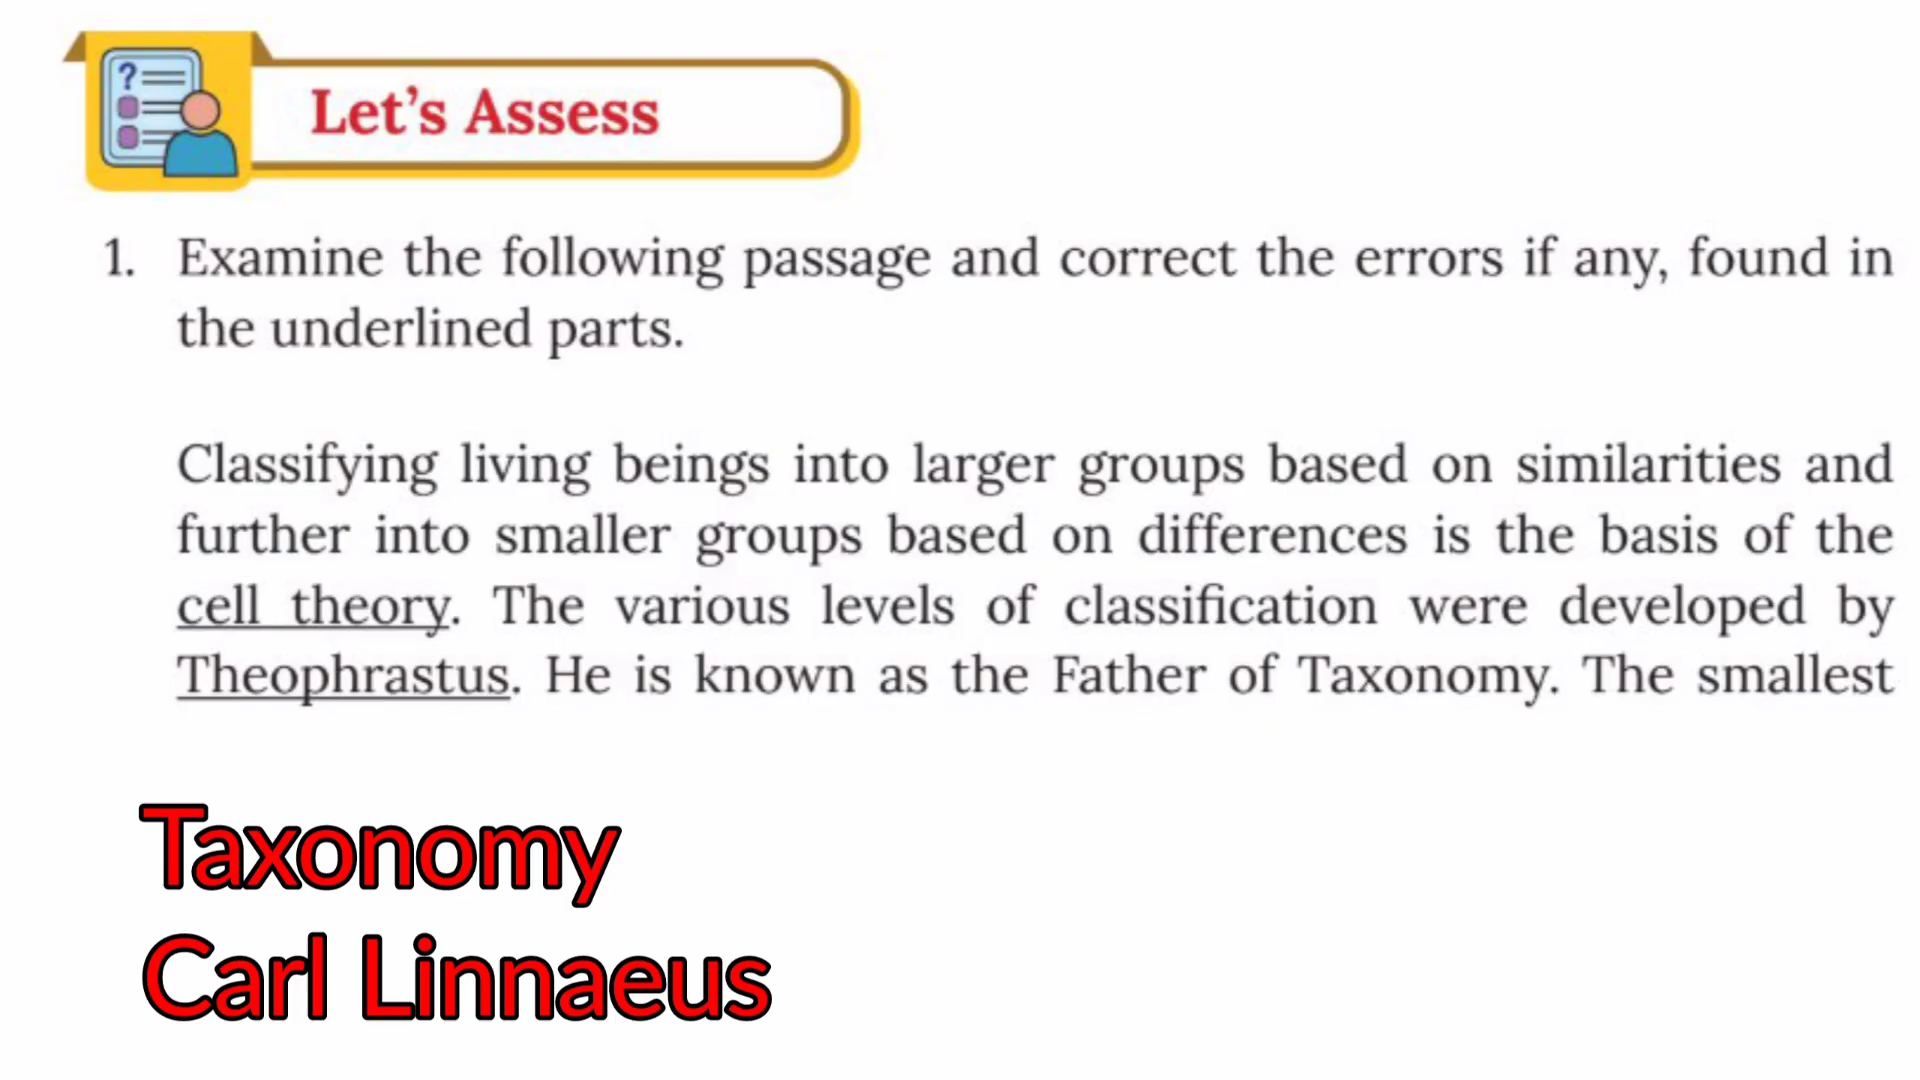 ?
Let's Assess
1. Examine the following passage and correct the errors if any, found in
the underlined parts.
Classifying living beings into larger groups based on similarities and
further into smaller groups based on differences is the basis of the
cell theory. The various levels of classification were developed by
Theophrastus. He is known as the Father of Taxonomy. The smallest
Taxonomy
Carl Linnaeus